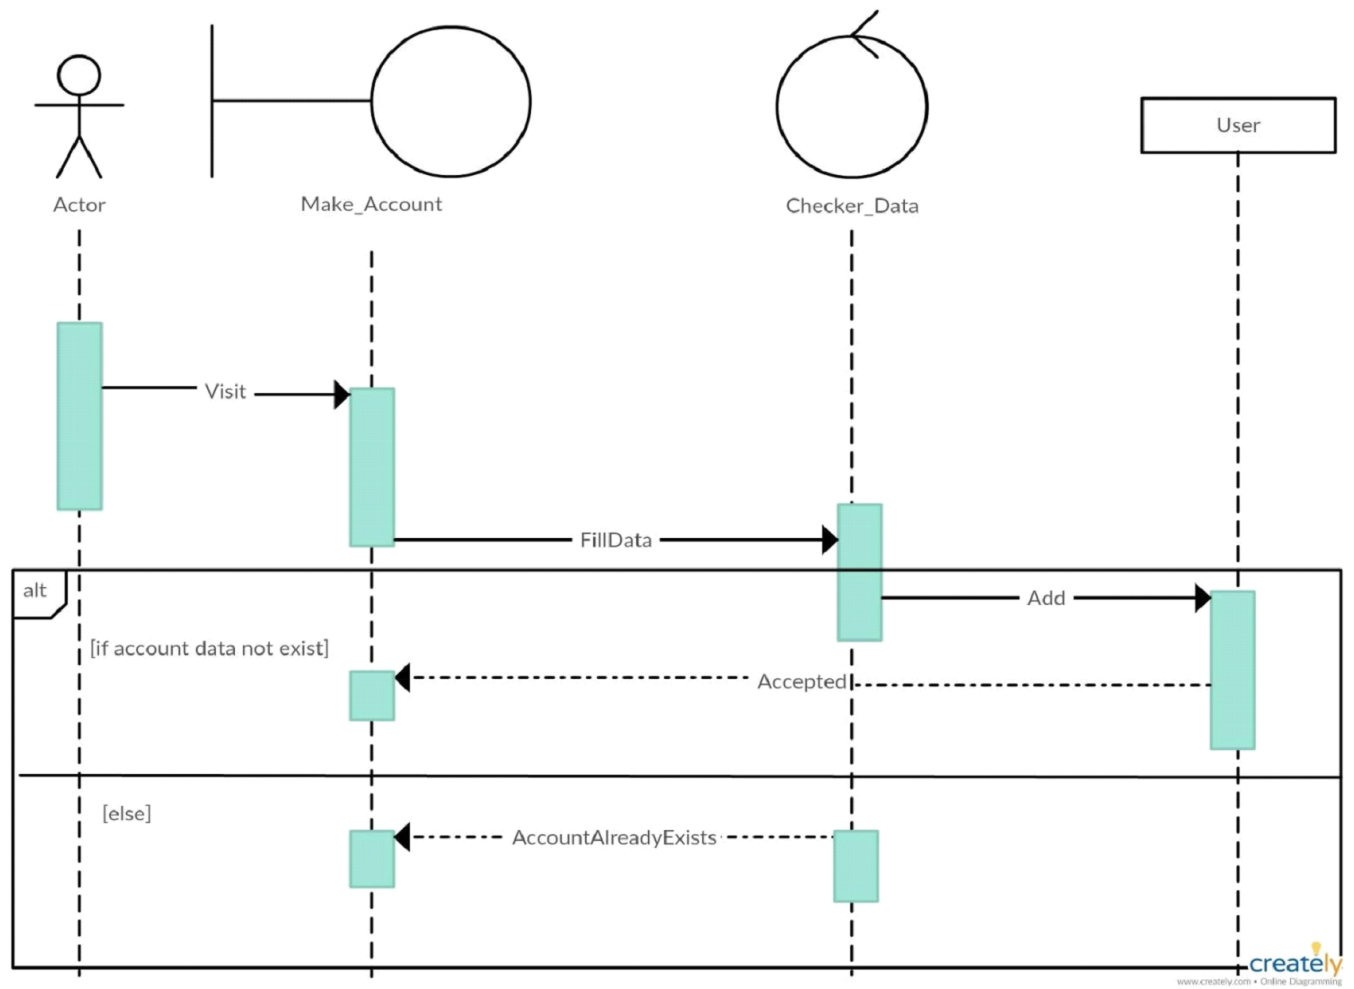 User
Actor
Make_Account
Checker_Data
Visit
FillData
alt
Add
[if account data not exist]
Accepted
[else]
AccountAlreadyExists
creately
www.creately.com • Online Diagramming